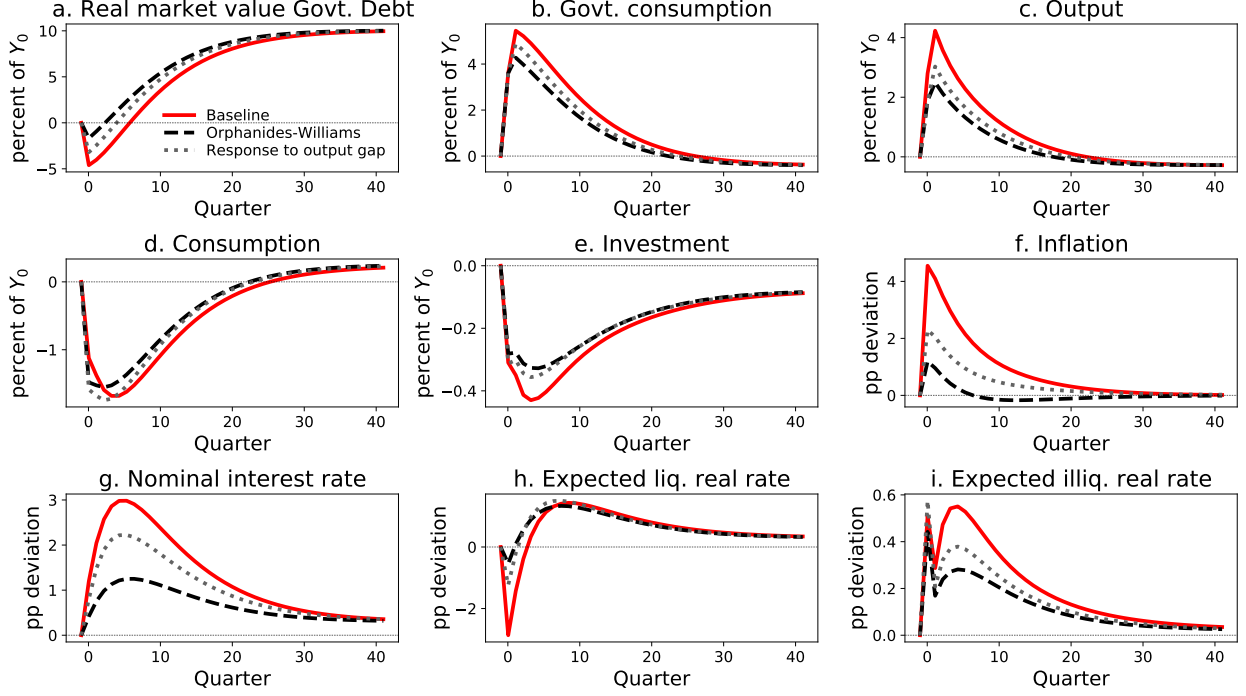 a. Real market value Govt. Debt
percent of Y0
10
5
0
−5
Baseline
Orphanides-Williams
Response to output gap
0 10 20 30 40
Quarter
b. Govt. consumption
percent of Y0
4
2
0
0 10 20 30 40
Quarter
c. Output
percent of Y0
4
2
0
0 10 20 30 40
Quarter
d. Consumption
percent of Y0
0
−1
0 10 20 30 40
Quarter
e. Investment
percent of Y0
0.0
−0.2
−0.4
0 10 20 30 40
Quarter
f. Inflation
pp deviation
4
2
0
0 10 20 30 40
Quarter
g. Nominal interest rate
pp deviation
3
2
1
0
0 10 20 30 40
Quarter
h. Expected liq. real rate
pp deviation
0
−2
0 10 20 30 40
Quarter
i. Expected illiq. real rate
pp deviation
0.6
0.4
0.2
0.0
0 10 20 30 40
Quarter